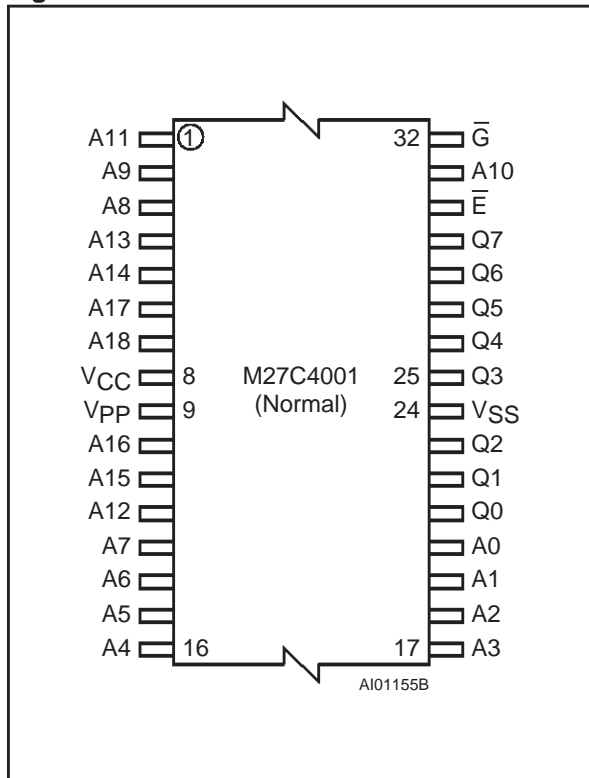 A11 1 32 G̅
A9 A10
A8 E̅
A13 Q7
A14 Q6
A17 Q5
A18 Q4
VCC 8 M27C4001 25 Q3
VPP 9 (Normal) 24 VSS
A16 Q2
A15 Q1
A12 Q0
A7 A0
A6 A1
A5 A2
A4 16 17 A3
AI01155B